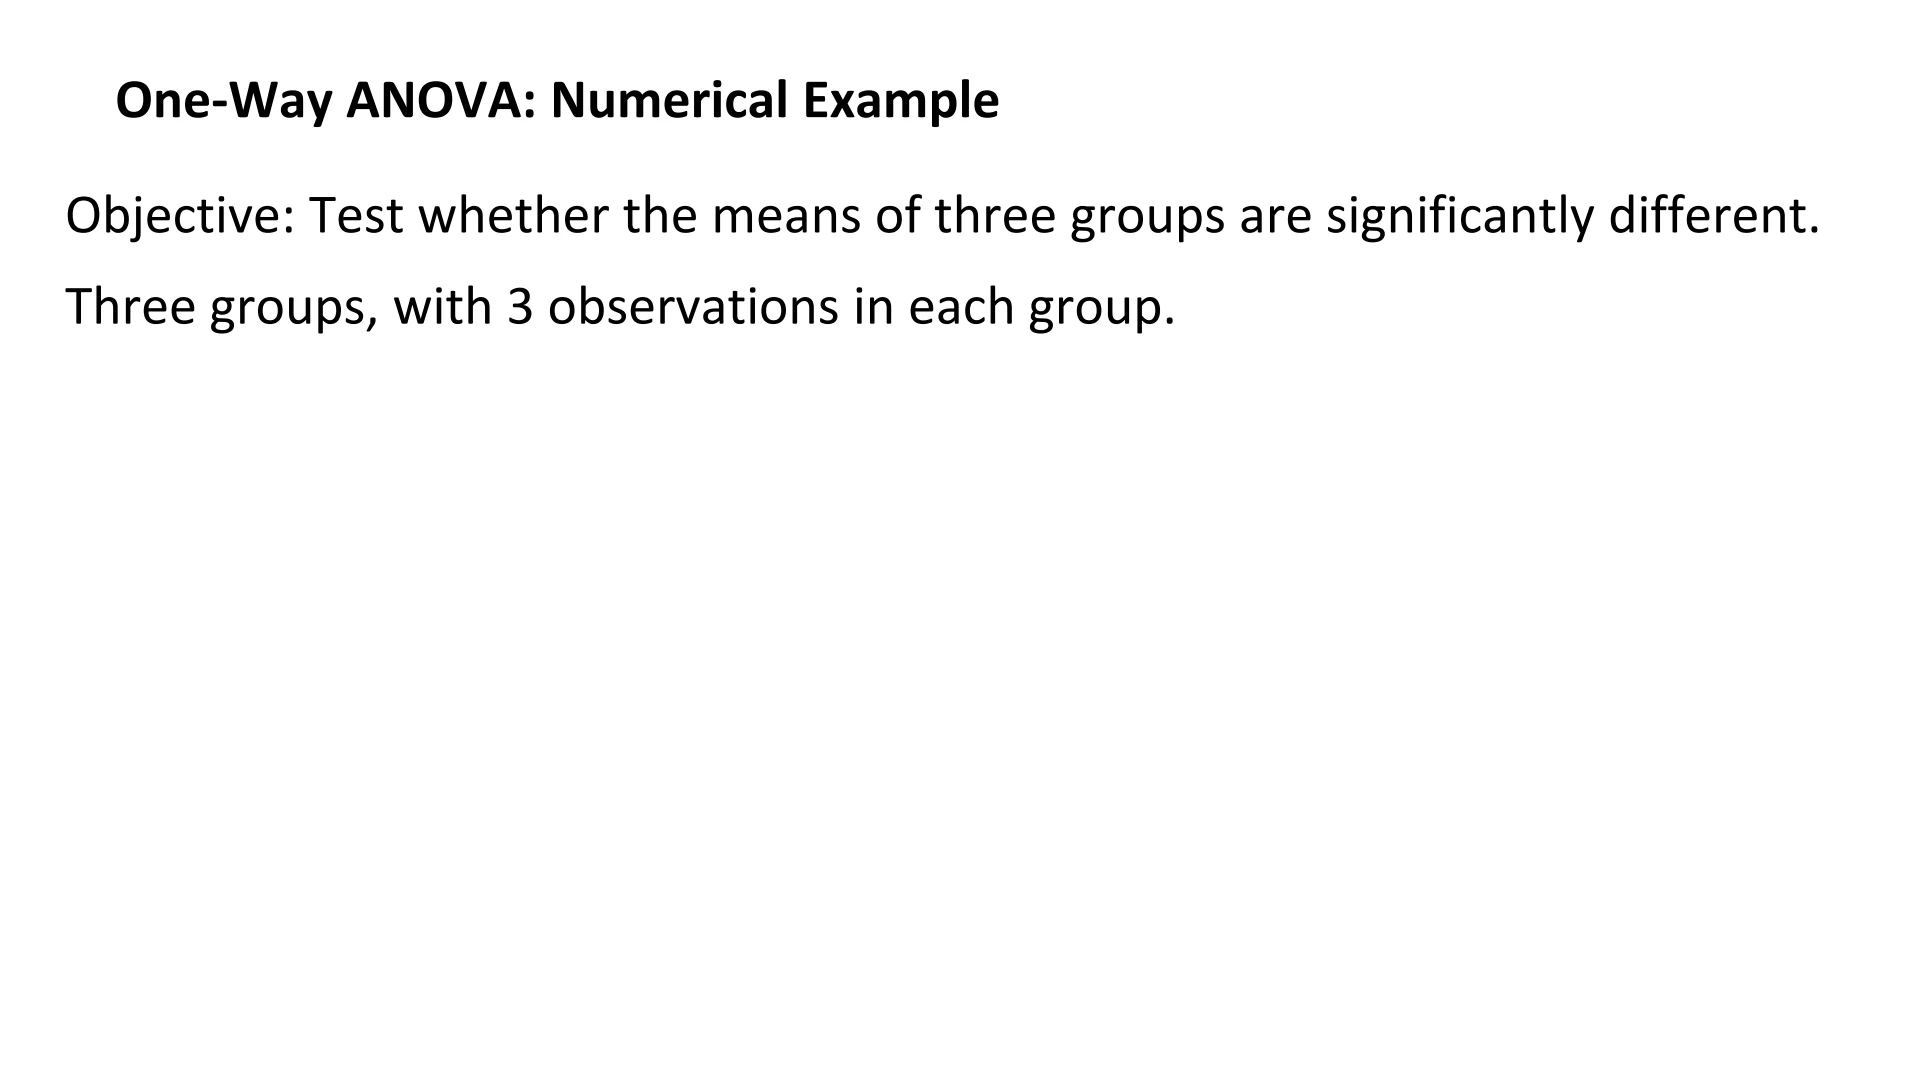 One-Way ANOVA: Numerical Example
Objective: Test whether the means of three groups are significantly different.
Three groups, with 3 observations in each group.